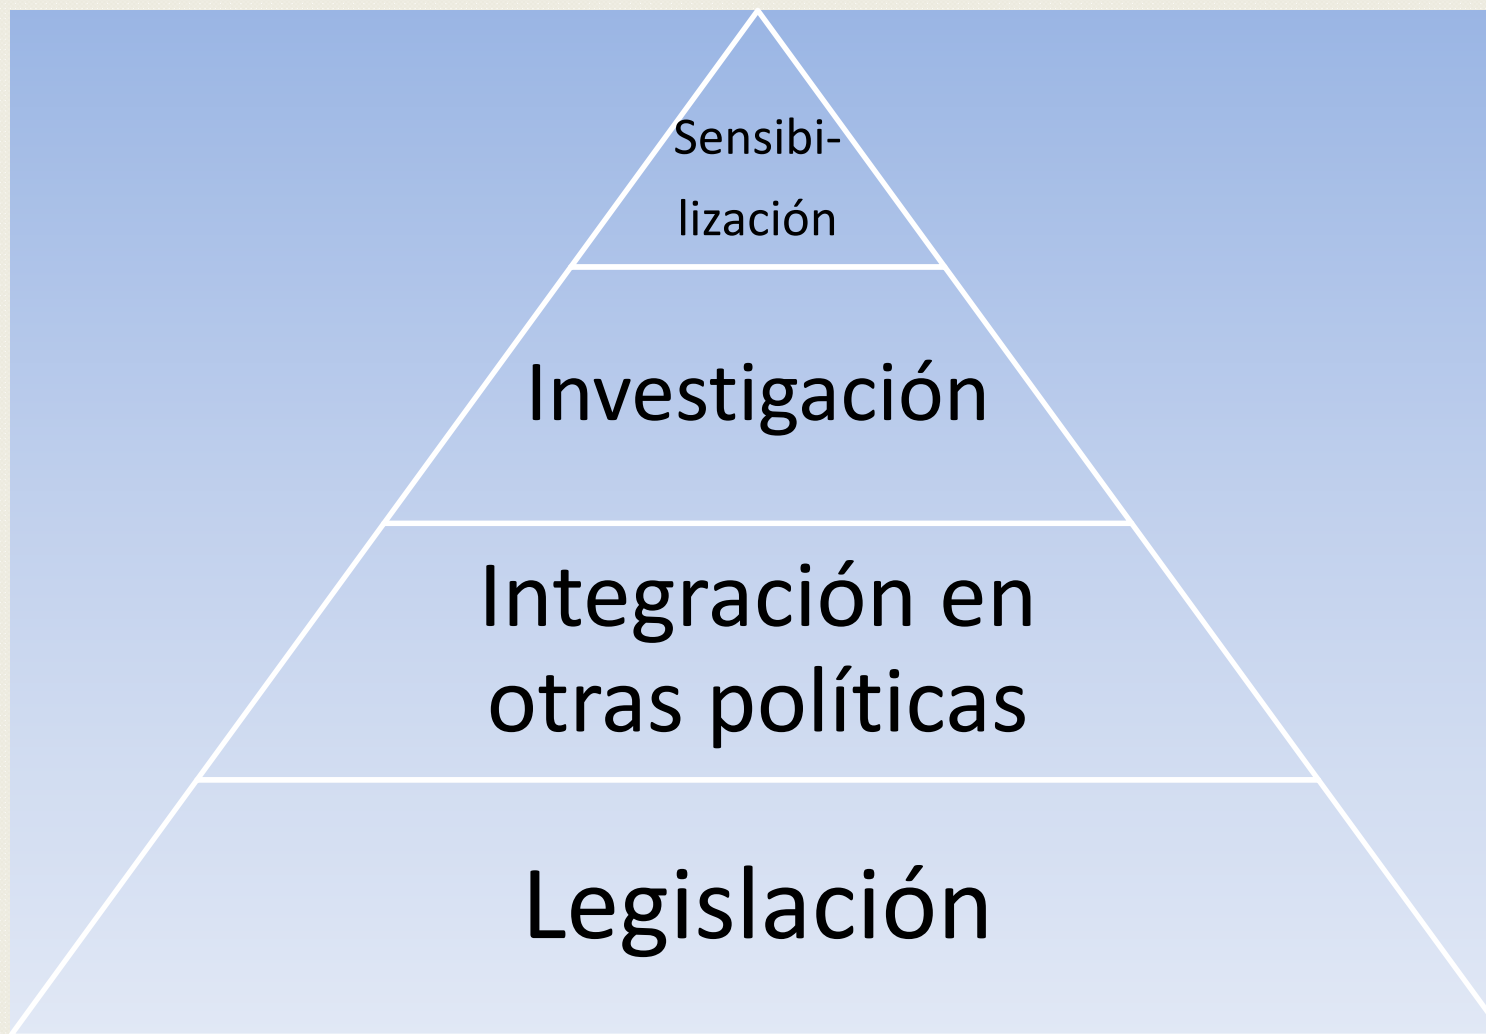 Sensibi-
lización
Investigación
Integración en
otras políticas
Legislación